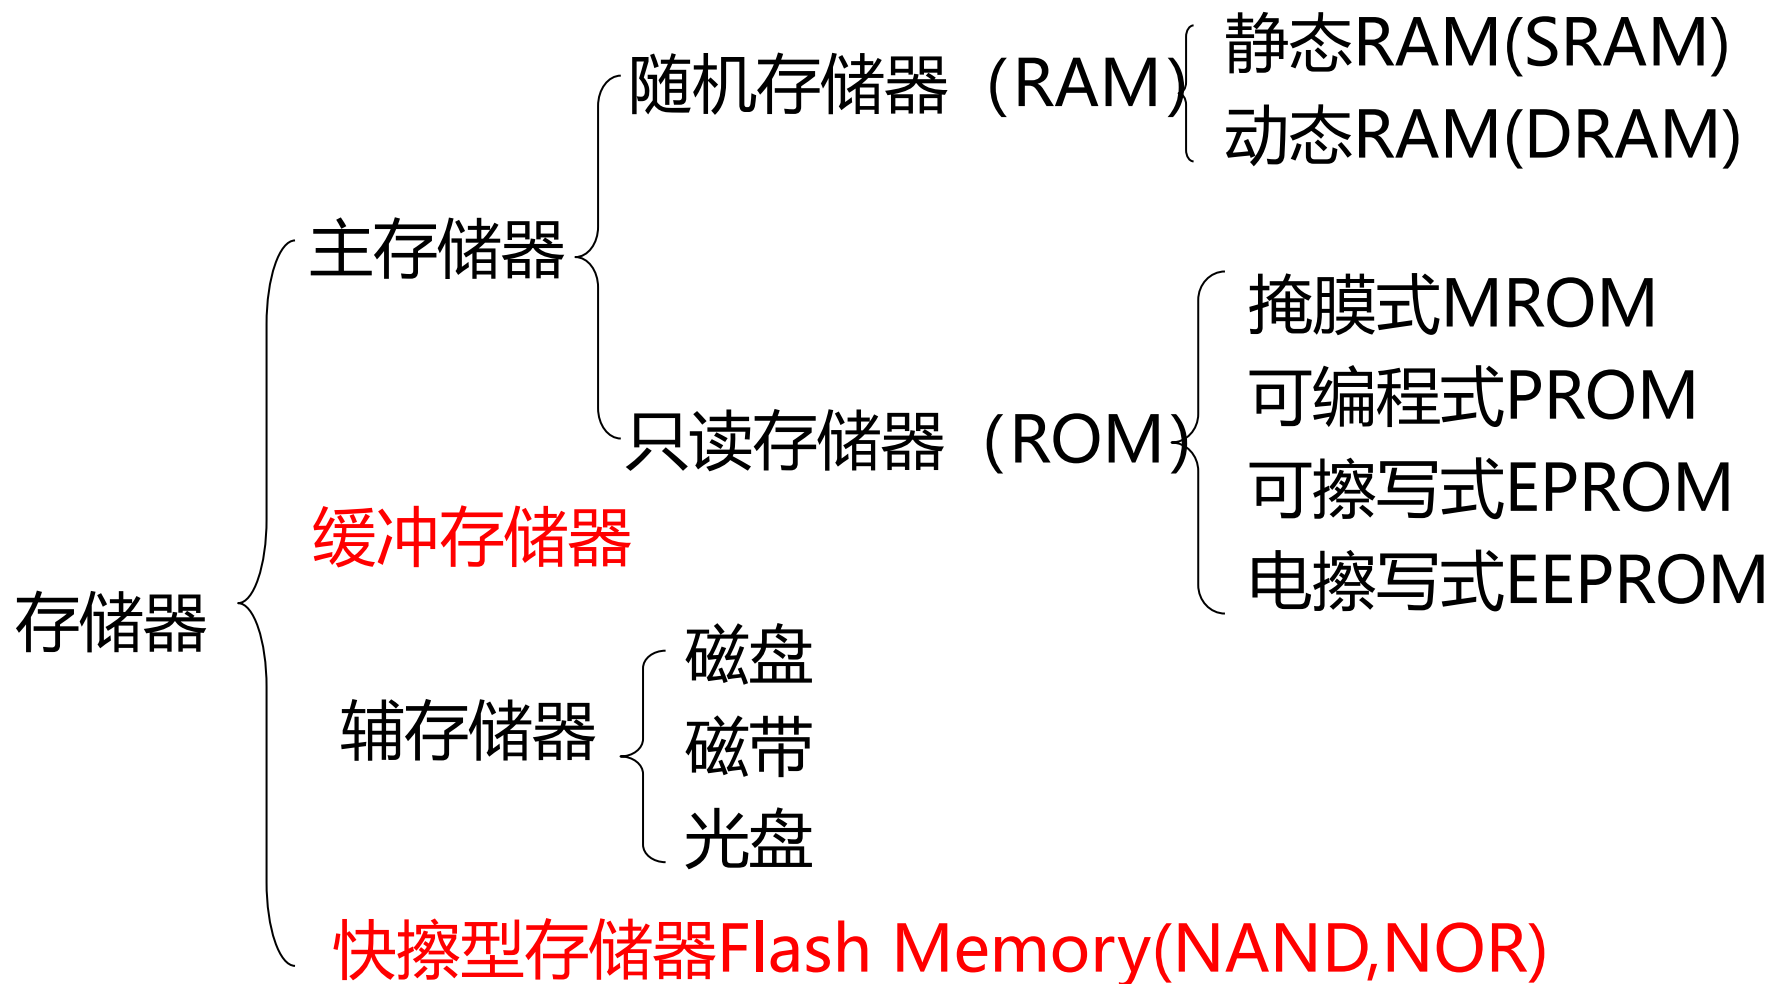 存储器
主存储器
随机存储器（RAM）
静态RAM(SRAM)
动态RAM(DRAM)
只读存储器（ROM）
掩膜式MROM
可编程式PROM
可擦写式EPROM
电擦写式EEPROM
缓冲存储器
辅存储器
磁盘
磁带
光盘
快擦型存储器Flash Memory(NAND,NOR)